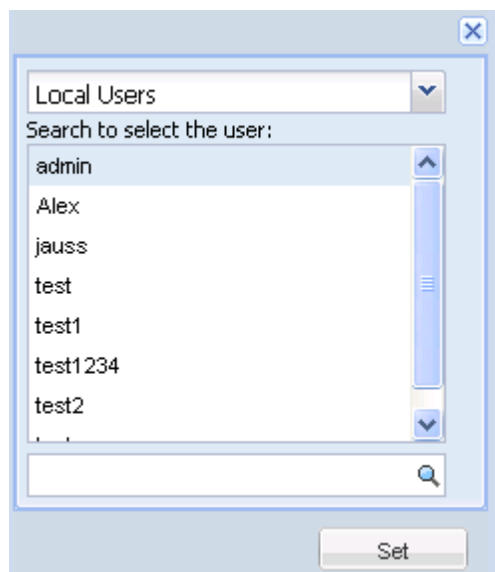 Local Users
Search to select the user:
admin
Alex
jauss
test
test1
test1234
test2
Set